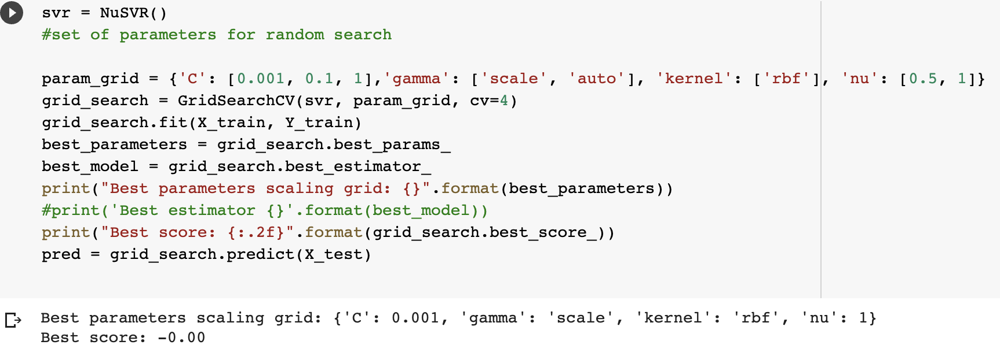 svr = NuSVR()
#set of parameters for random search
param_grid = {'C': [0.001, 0.1, 1],'gamma': ['scale', 'auto'], 'kernel': ['rbf'], 'nu': [0.5, 1]}
grid_search = GridSearchCV(svr, param_grid, cv=4)
grid_search.fit(X_train, Y_train)
best_parameters = grid_search.best_params_
best_model = grid_search.best_estimator_
print("Best parameters scaling grid: {}".format(best_parameters))
#print('Best estimator {}'.format(best_model))
print("Best score: {:.2f}".format(grid_search.best_score_))
pred = grid_search.predict(X_test)
Best parameters scaling grid: {'C': 0.001, 'gamma': 'scale', 'kernel': 'rbf', 'nu': 1}
Best score: -0.00